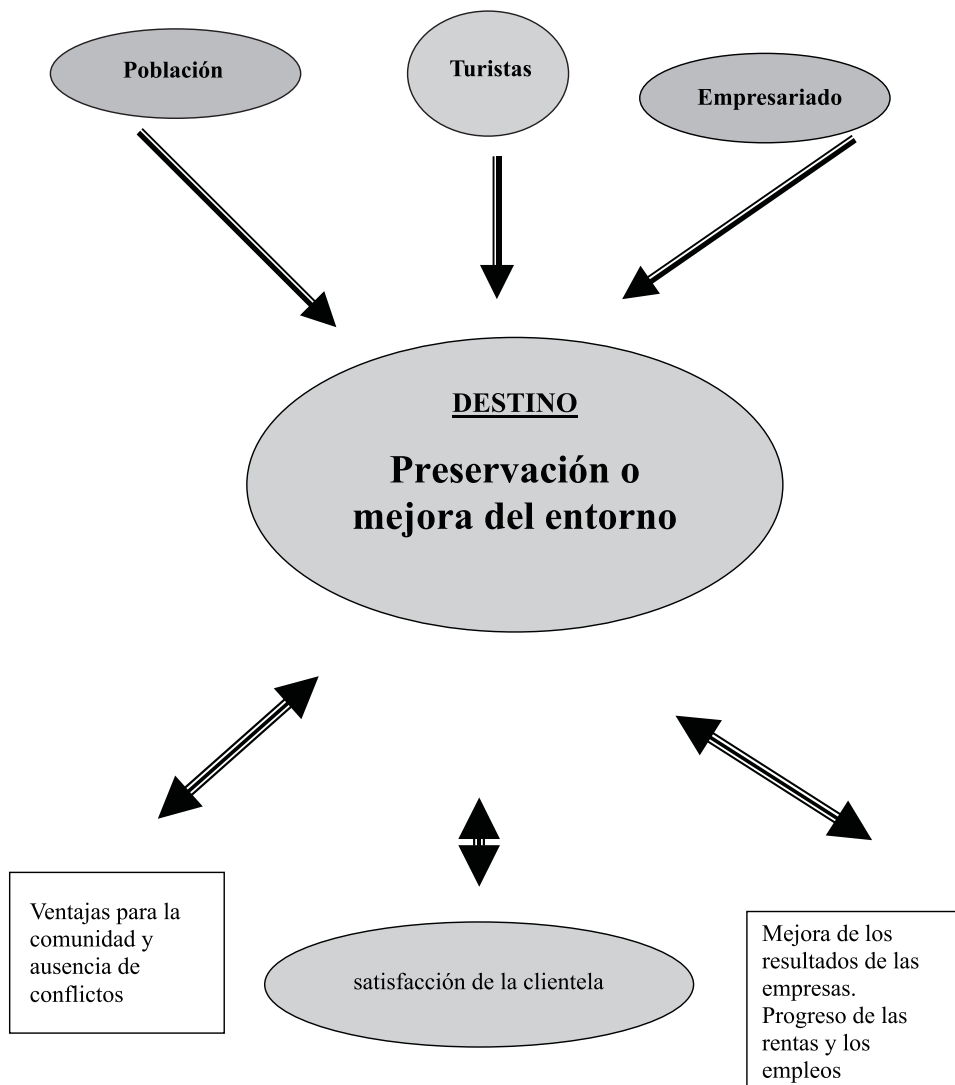 Población
Turistas
Empresariado
DESTINO
Preservación o
mejora del entorno
Ventajas para la
comunidad y
ausencia de
conflictos
satisfacción de la clientela
Mejora de los
resultados de las
empresas.
Progreso de las
rentas y los
empleos